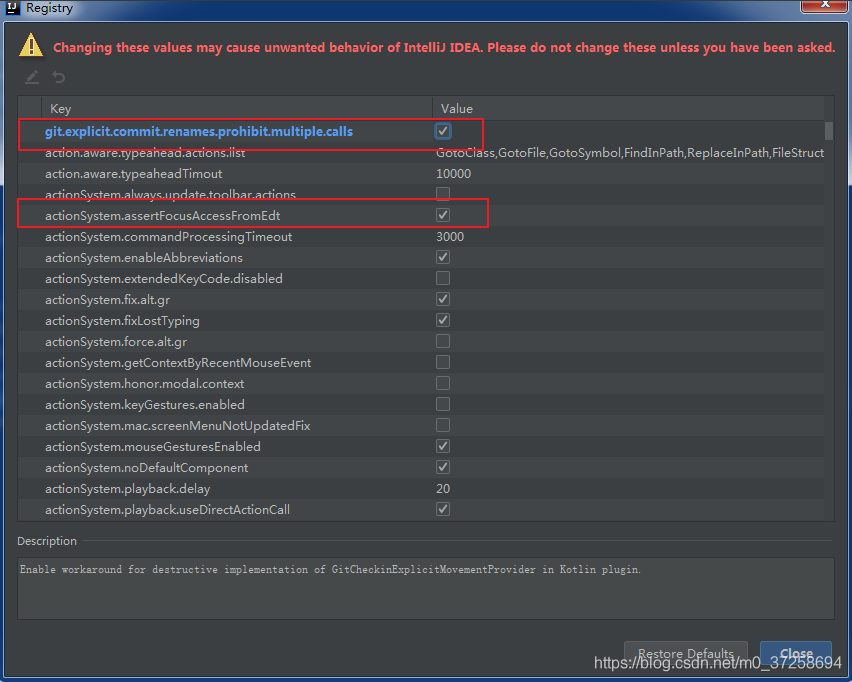 IJ Registry
Changing these values may cause unwanted behavior of IntelliJ IDEA. Please do not change these unless you have been asked.
Key Value
git.explicit.commit.renames.prohibit.multiple.calls
action.aware.typeahead.actions.list GotoClass,GotoFile,GotoSymbol,FindInPath,ReplaceInPath,FileStruct
action.aware.typeaheadTimout 10000
actionSystem.always.update.toolbar.actions
actionSystem.assertFocusAccessFromEdt
actionSystem.commandProcessingTimeout 3000
actionSystem.enableAbbreviations
actionSystem.extendedKeyCode.disabled
actionSystem.fix.alt.gr
actionSystem.fixLostTyping
actionSystem.force.alt.gr
actionSystem.getContextByRecentMouseEvent
actionSystem.honor.modal.context
actionSystem.keyGestures.enabled
actionSystem.mac.screenMenuNotUpdatedFix
actionSystem.mouseGesturesEnabled
actionSystem.noDefaultComponent
actionSystem.playback.delay 20
actionSystem.playback.useDirectActionCall
Description
Enable workaround for destructive implementation of GitCheckinExplicitMovementProvider in Kotlin plugin.
Restore Defaults Close
https://blog.csdn.net/m0_37258694